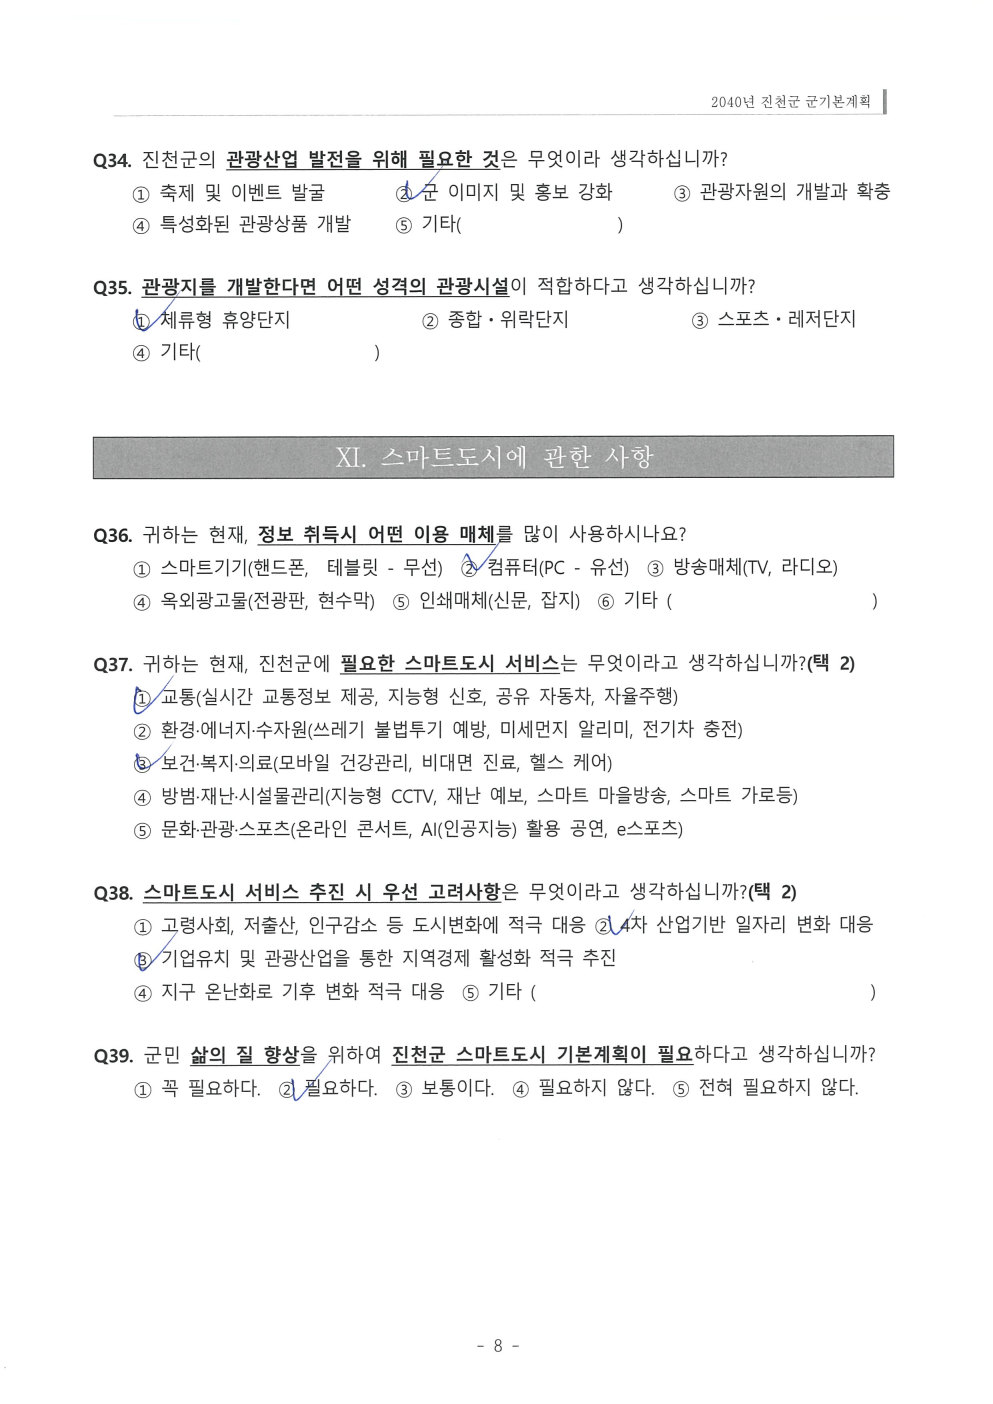 2040년 진천군 군기본계획
Q34. 진천군의 관광산업 발전을 위해 필요한 것은 무엇이라 생각하십니까?
① 축제 및 이벤트 발굴 ② 군 이미지 및 홍보 강화 ③ 관광자원의 개발과 확충
④ 특성화된 관광상품 개발 ⑤ 기타( )
Q35. 관광지를 개발한다면 어떤 성격의 관광시설이 적합하다고 생각하십니까?
① 체류형 휴양단지 ② 종합・위락단지 ③ 스포츠・레저단지
④ 기타( )
XI. 스마트도시에 관한 사항
Q36. 귀하는 현재, 정보 취득시 어떤 이용 매체를 많이 사용하시나요?
① 스마트기기(핸드폰, 테블릿 - 무선) ② 컴퓨터(PC - 유선) ③ 방송매체(TV, 라디오)
④ 옥외광고물(전광판, 현수막) ⑤ 인쇄매체(신문, 잡지) ⑥ 기타 ( )
Q37. 귀하는 현재, 진천군에 필요한 스마트도시 서비스는 무엇이라고 생각하십니까?(택 2)
① 교통(실시간 교통정보 제공, 지능형 신호, 공유 자동차, 자율주행)
② 환경·에너지·수자원(쓰레기 불법투기 예방, 미세먼지 알리미, 전기차 충전)
③ 보건·복지·의료(모바일 건강관리, 비대면 진료, 헬스 케어)
④ 방범·재난·시설물관리(지능형 CCTV, 재난 예보, 스마트 마을방송, 스마트 가로등)
⑤ 문화·관광·스포츠(온라인 콘서트, AI(인공지능) 활용 공연, e스포츠)
Q38. 스마트도시 서비스 추진 시 우선 고려사항은 무엇이라고 생각하십니까?(택 2)
① 고령사회, 저출산, 인구감소 등 도시변화에 적극 대응 ② 4차 산업기반 일자리 변화 대응
③ 기업유치 및 관광산업을 통한 지역경제 활성화 적극 추진
④ 지구 온난화로 기후 변화 적극 대응 ⑤ 기타 ( )
Q39. 군민 삶의 질 향상을 위하여 진천군 스마트도시 기본계획이 필요하다고 생각하십니까?
① 꼭 필요하다. ② 필요하다. ③ 보통이다. ④ 필요하지 않다. ⑤ 전혀 필요하지 않다.
- 8 -